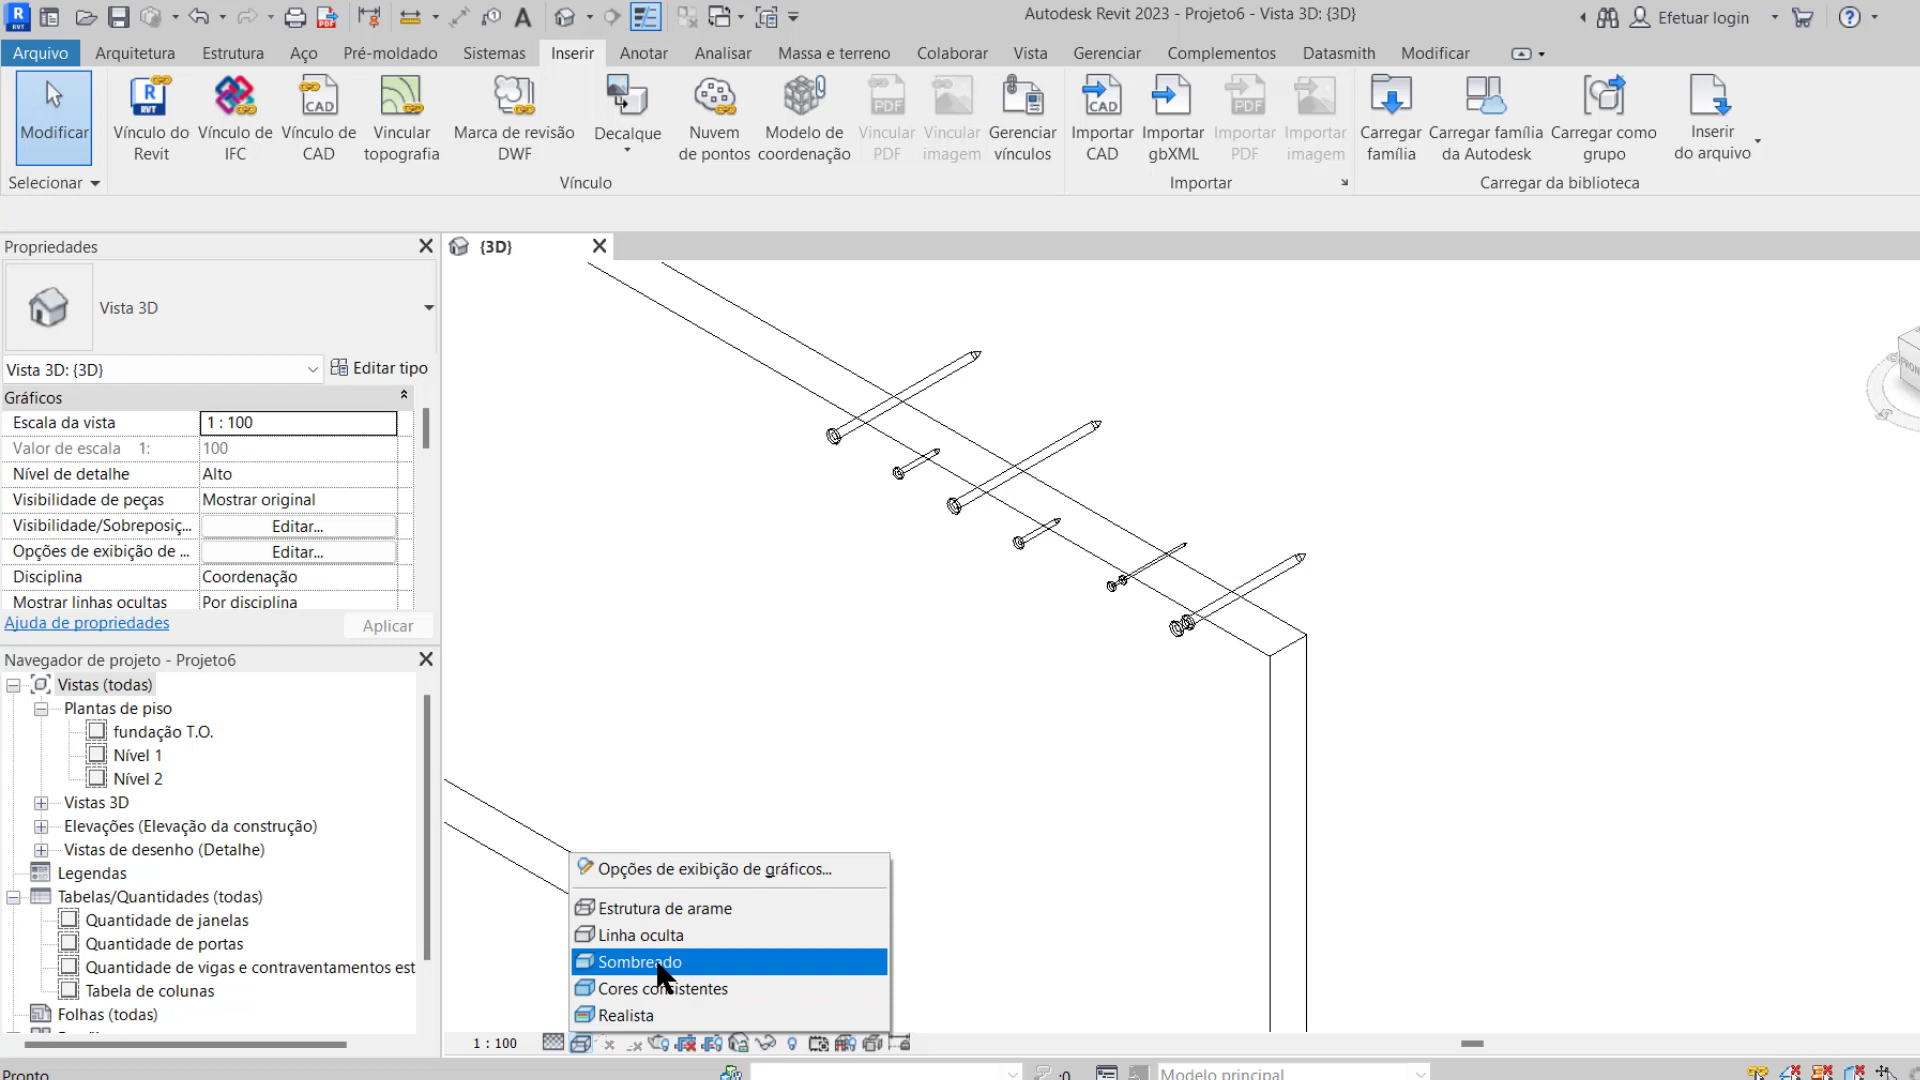 Autodesk Revit 2023 - Projeto6 - Vista 3D: {3D}
Efetuar login
Arquivo Arquitetura Estrutura Aço Pré-moldado Sistemas Inserir Anotar Analisar Massa e terreno Colaborar Vista Gerenciar Complementos Datasmith Modificar
Modificar
Vínculo do Revit
Vínculo de IFC
Vínculo de CAD
Vincular topografia
Marca de revisão DWF
Decalque
Nuvem de pontos
Modelo de coordenação
Vincular PDF
Vincular imagem
Gerenciar vínculos
Importar CAD
Importar gbXML
Importar PDF
Importar imagem
Carregar família
Carregar família da Autodesk
Carregar como grupo
Inserir do arquivo
Selecionar
Vínculo
Importar
Carregar da biblioteca
Propriedades
{3D}
Vista 3D
Vista 3D: {3D}
Editar tipo
Gráficos
Escala da vista 1 : 100
Valor de escala 1: 100
Nível de detalhe Alto
Visibilidade de peças Mostrar original
Visibilidade/Sobreposiç... Editar...
Opções de exibição de ... Editar...
Disciplina Coordenação
Mostrar linhas ocultas Por disciplina
Ajuda de propriedades
Aplicar
Navegador de projeto - Projeto6
Vistas (todas)
Plantas de piso
fundação T.O.
Nível 1
Nível 2
Vistas 3D
Elevações (Elevação da construção)
Vistas de desenho (Detalhe)
Legendas
Tabelas/Quantidades (todas)
Quantidade de janelas
Quantidade de portas
Quantidade de vigas e contraventamentos est
Tabela de colunas
Folhas (todas)
Opções de exibição de gráficos...
Estrutura de arame
Linha oculta
Sombreado
Cores consistentes
Realista
1 : 100
Pronto
:0
Modelo principal